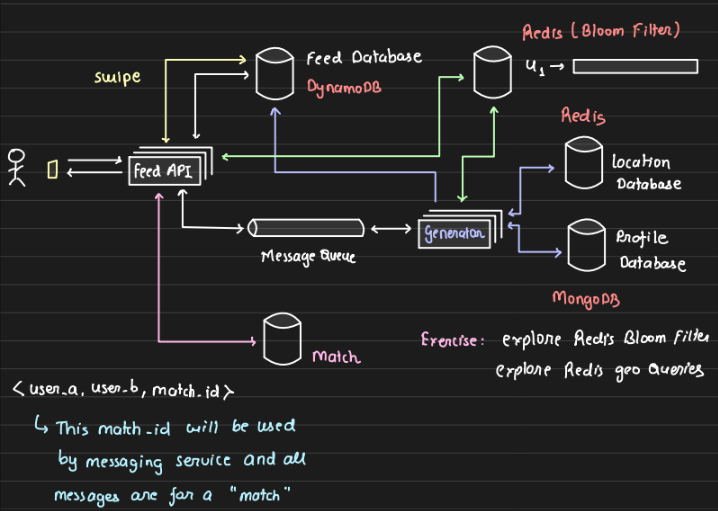 Redis (Bloom Filter)
swipe
Feed Database
DynamoDB
u1 →
Redis
Location
Database
Feed API
Generator
Message Queue
Profile
Database
MongoDB
Match
Exercise: explore Redis Bloom Filter
explore Redis geo Queries
<user_a, user_b, match_id>
↳ This match_id will be used
by messaging service and all
messages are for a "match"